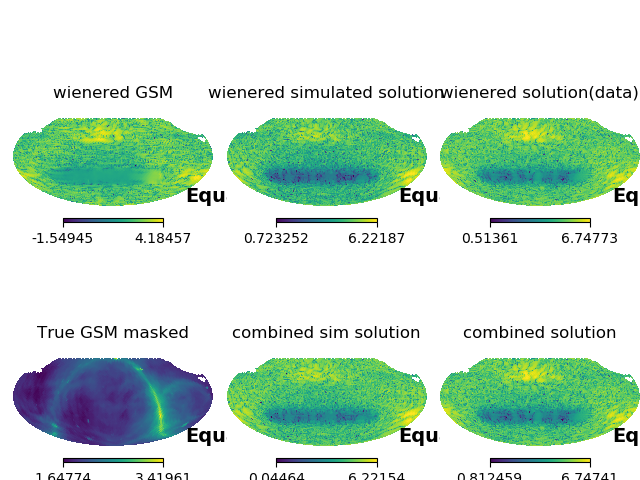 wienered GSM
wienered simulated solution
wienered solution(data)
Equ
Equ
Eq
-1.54945 4.18457
0.723252 6.22187
0.51361 6.74773
True GSM masked
combined sim solution
combined solution
Equ
Equ
Eq
1.64774 3.41961
0.04464 6.22154
0.812459 6.74741